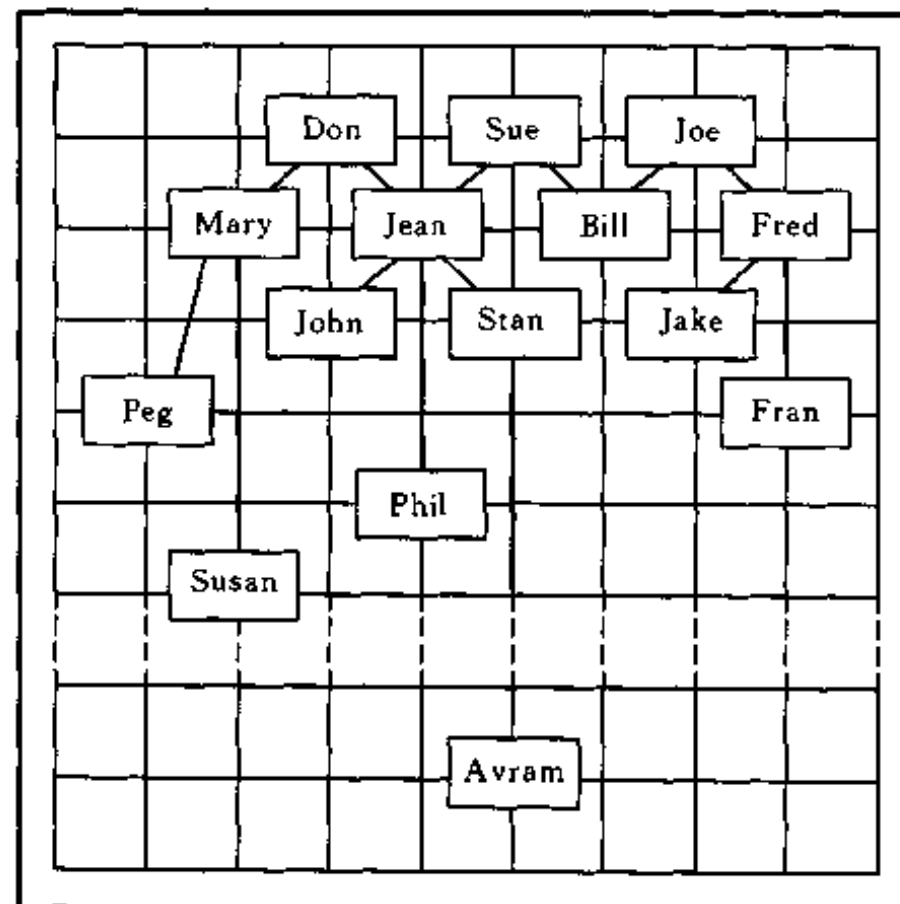 Don
Sue
Joe
Mary
Jean
Bill
Fred
John
Stan
Jake
Peg
Fran
Phil
Susan
Avram